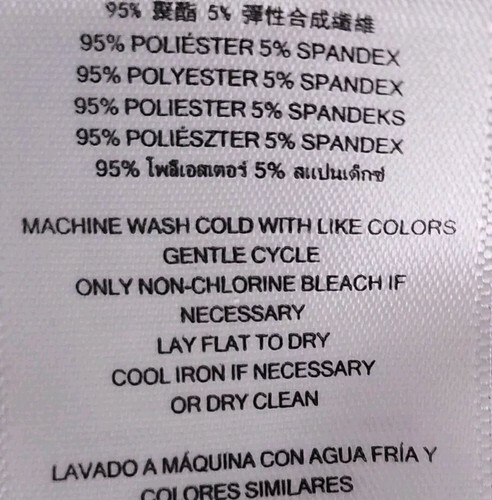 95% 聚酯 5% 彈性合成纖維
95% POLIÉSTER 5% SPANDEX
95% POLYESTER 5% SPANDEX
95% POLIESTER 5% SPANDEKS
95% POLIÉSZTER 5% SPANDEX
95% โพลีเอสเตอร์ 5% สแปนเด็กซ์
MACHINE WASH COLD WITH LIKE COLORS
GENTLE CYCLE
ONLY NON-CHLORINE BLEACH IF
NECESSARY
LAY FLAT TO DRY
COOL IRON IF NECESSARY
OR DRY CLEAN
LAVADO A MÁQUINA CON AGUA FRÍA Y
COLORES SIMILARES